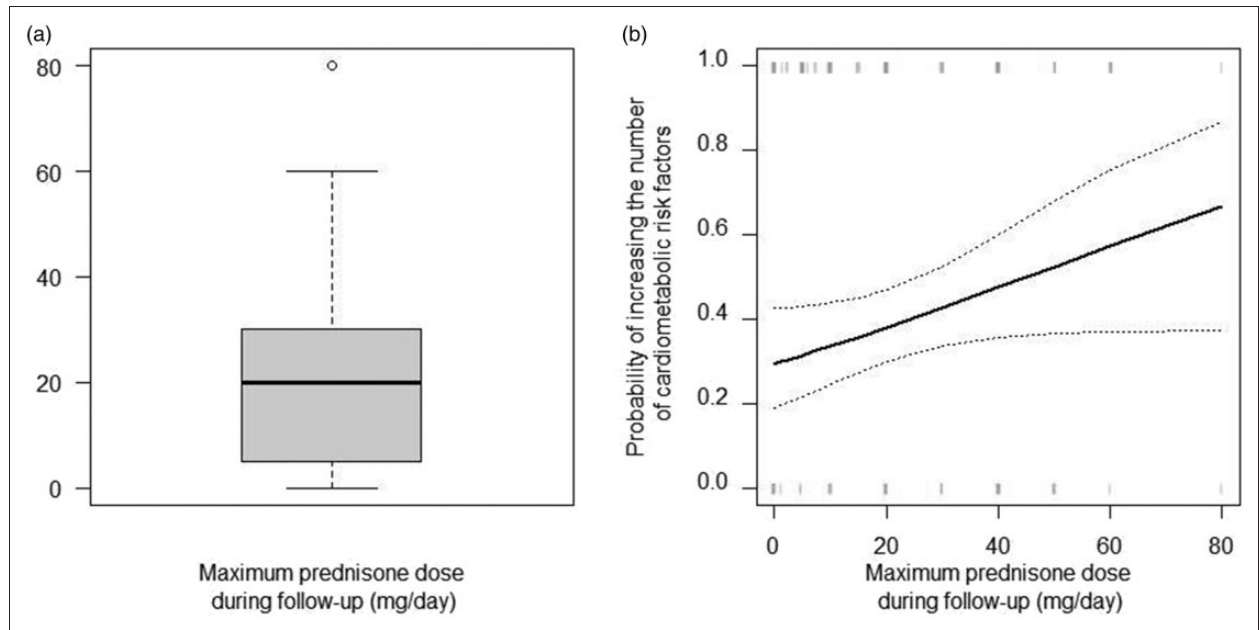 (a)
80
60
40
20
0
Maximum prednisone dose
during follow-up (mg/day)
(b)
Probability of increasing the number
of cardiometabolic risk factors
1.0
0.8
0.6
0.4
0.2
0.0
0 20 40 60 80
Maximum prednisone dose
during follow-up (mg/day)